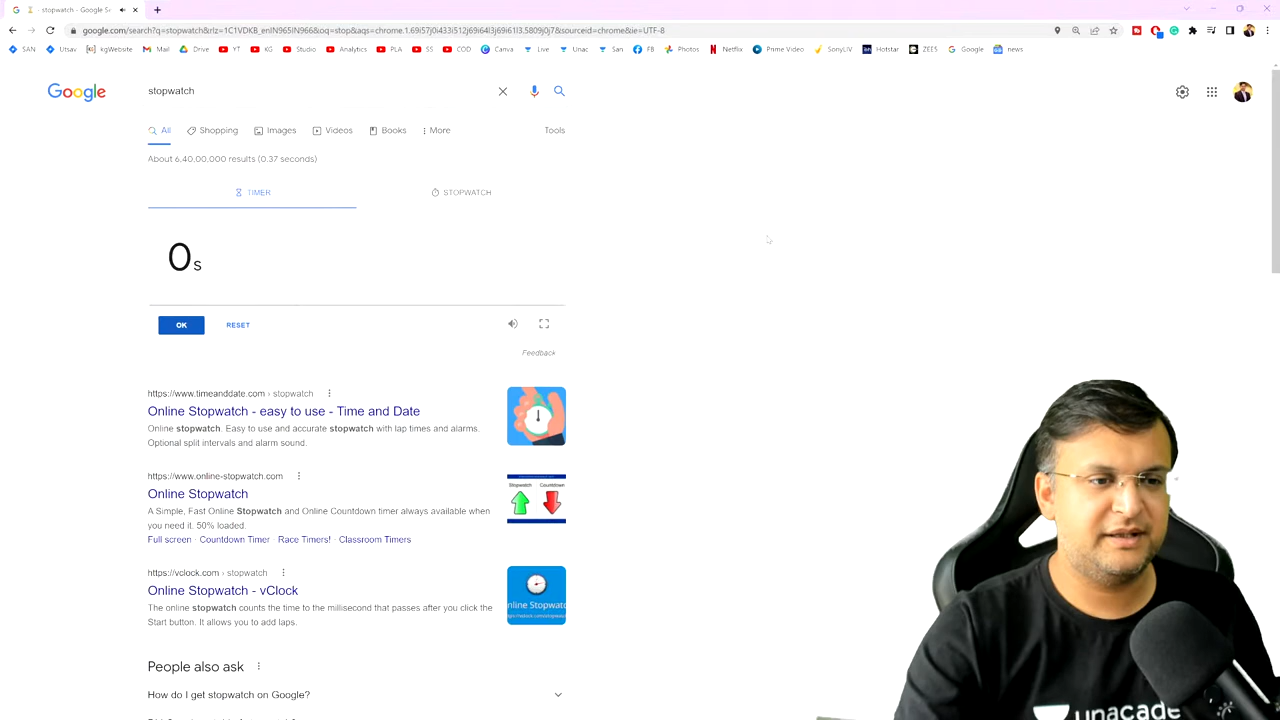 stopwatch - Google Se
google.com/search?q=stopwatch&rlz=1C1VDKB_enIN965IN966&oq=stop&aqs=chrome.1.69i57j0i433i512j69i64l3j69i61l3.5809j0j7&sourceid=chrome&ie=UTF-8
SAN Utsav kgWebsite Mail Drive YT KG Studio Analytics PLA SS COD Canva Live Unac San FB Photos Netflix Prime Video SonyLIV Hotstar ZEE5 Google news
Google stopwatch
All Shopping Images Videos Books More Tools
About 6,40,00,000 results (0.37 seconds)
TIMER STOPWATCH
0 s
OK RESET
Feedback
https://www.timeanddate.com › stopwatch
Online Stopwatch - easy to use - Time and Date
Online stopwatch. Easy to use and accurate stopwatch with lap times and alarms.
Optional split intervals and alarm sound.
https://www.online-stopwatch.com
Online Stopwatch
Stopwatch Countdown
A Simple, Fast Online Stopwatch and Online Countdown timer always available when
you need it. 50% loaded.
Full screen · Countdown Timer · Race Timers! · Classroom Timers
https://vclock.com › stopwatch
Online Stopwatch - vClock
The online stopwatch counts the time to the millisecond that passes after you click the
Start button. It allows you to add laps.
nline Stopwatc
People also ask
How do I get stopwatch on Google?
unacade